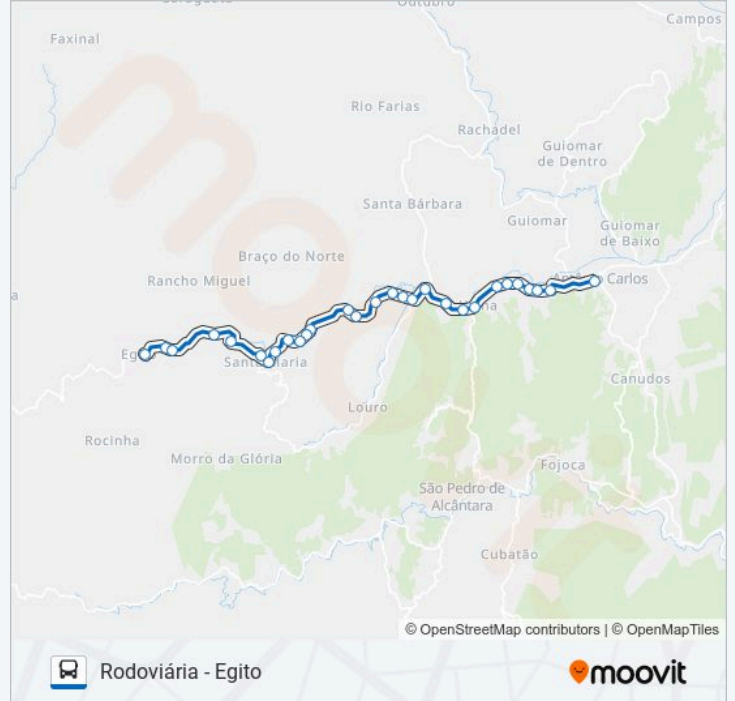 Faxinal
Campos
Rio Farias
Rachadel
Guiomar
de Dentro
Santa Bárbara
Guiomar
Guiomar
de Baixo
Braço do Norte
Rancho Miguel
Carlos
Canudos
Louro
Rocinha
Morro da Glória
Fojoca
São Pedro de
Alcântara
Cubatão
© OpenStreetMap contributors | © OpenMapTiles
Rodoviária - Egito
moovit